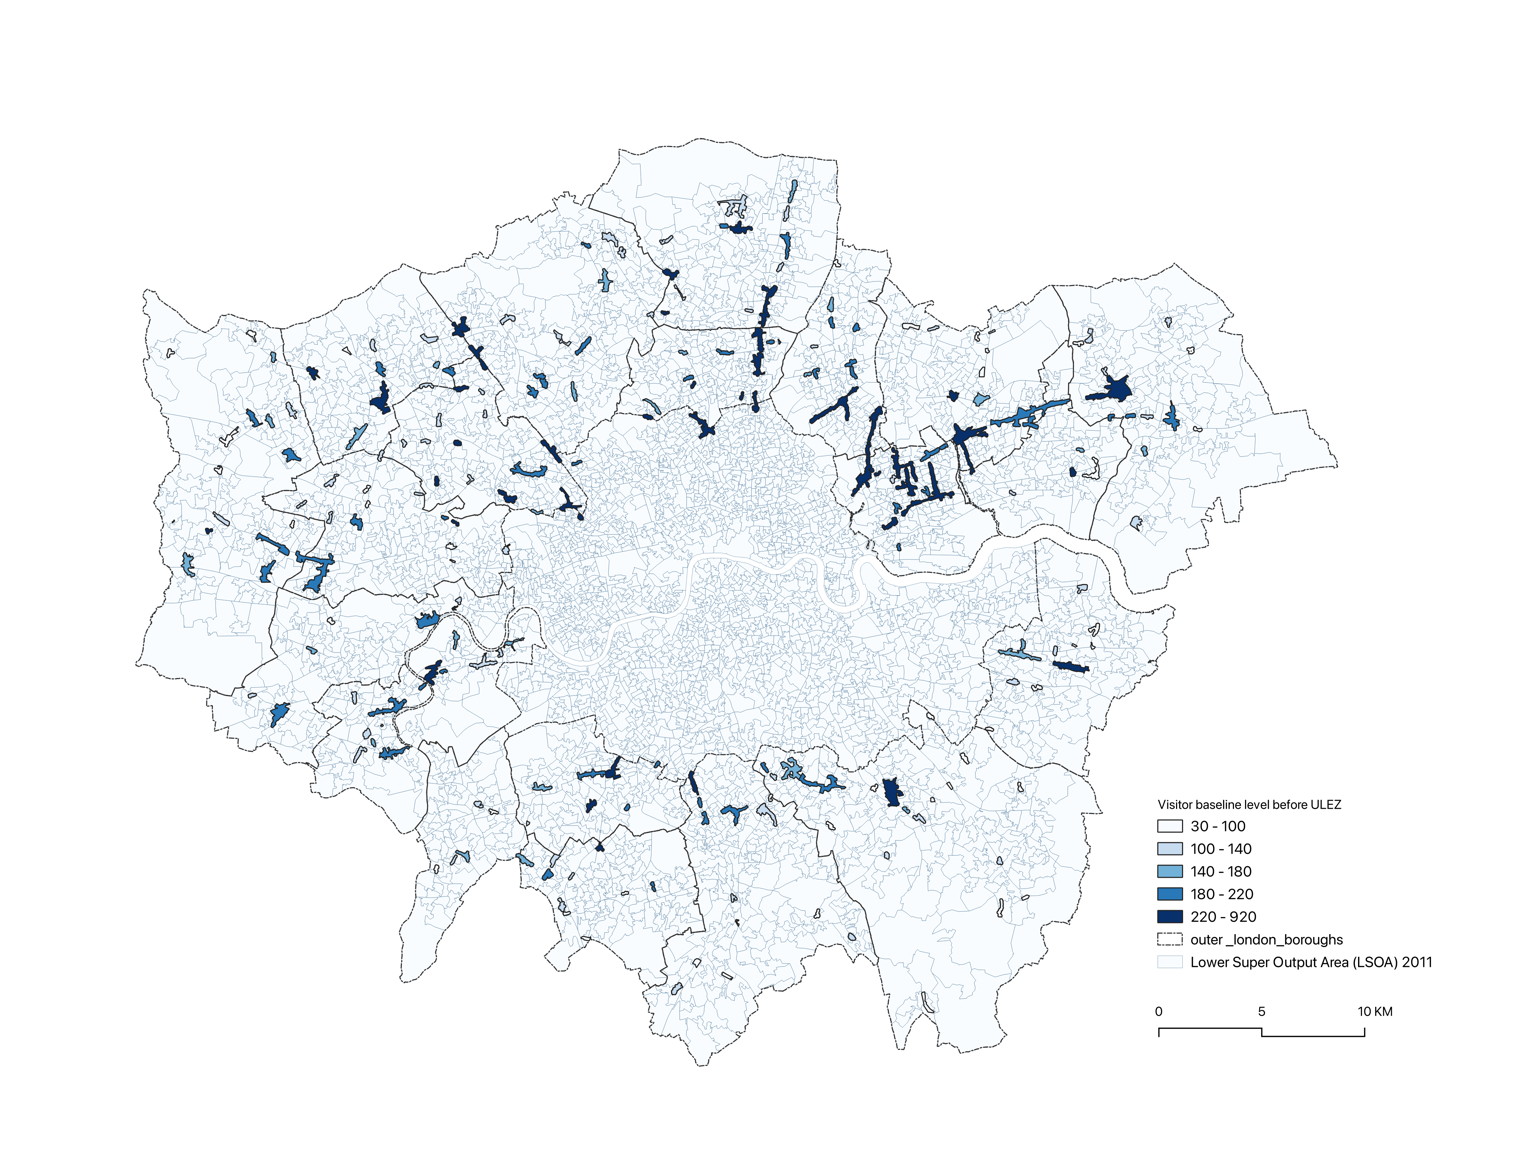 Visitor baseline level before ULEZ
30 - 100
100 - 140
140 - 180
180 - 220
220 - 920
outer _london_boroughs
Lower Super Output Area (LSOA) 2011
0 5 10 KM